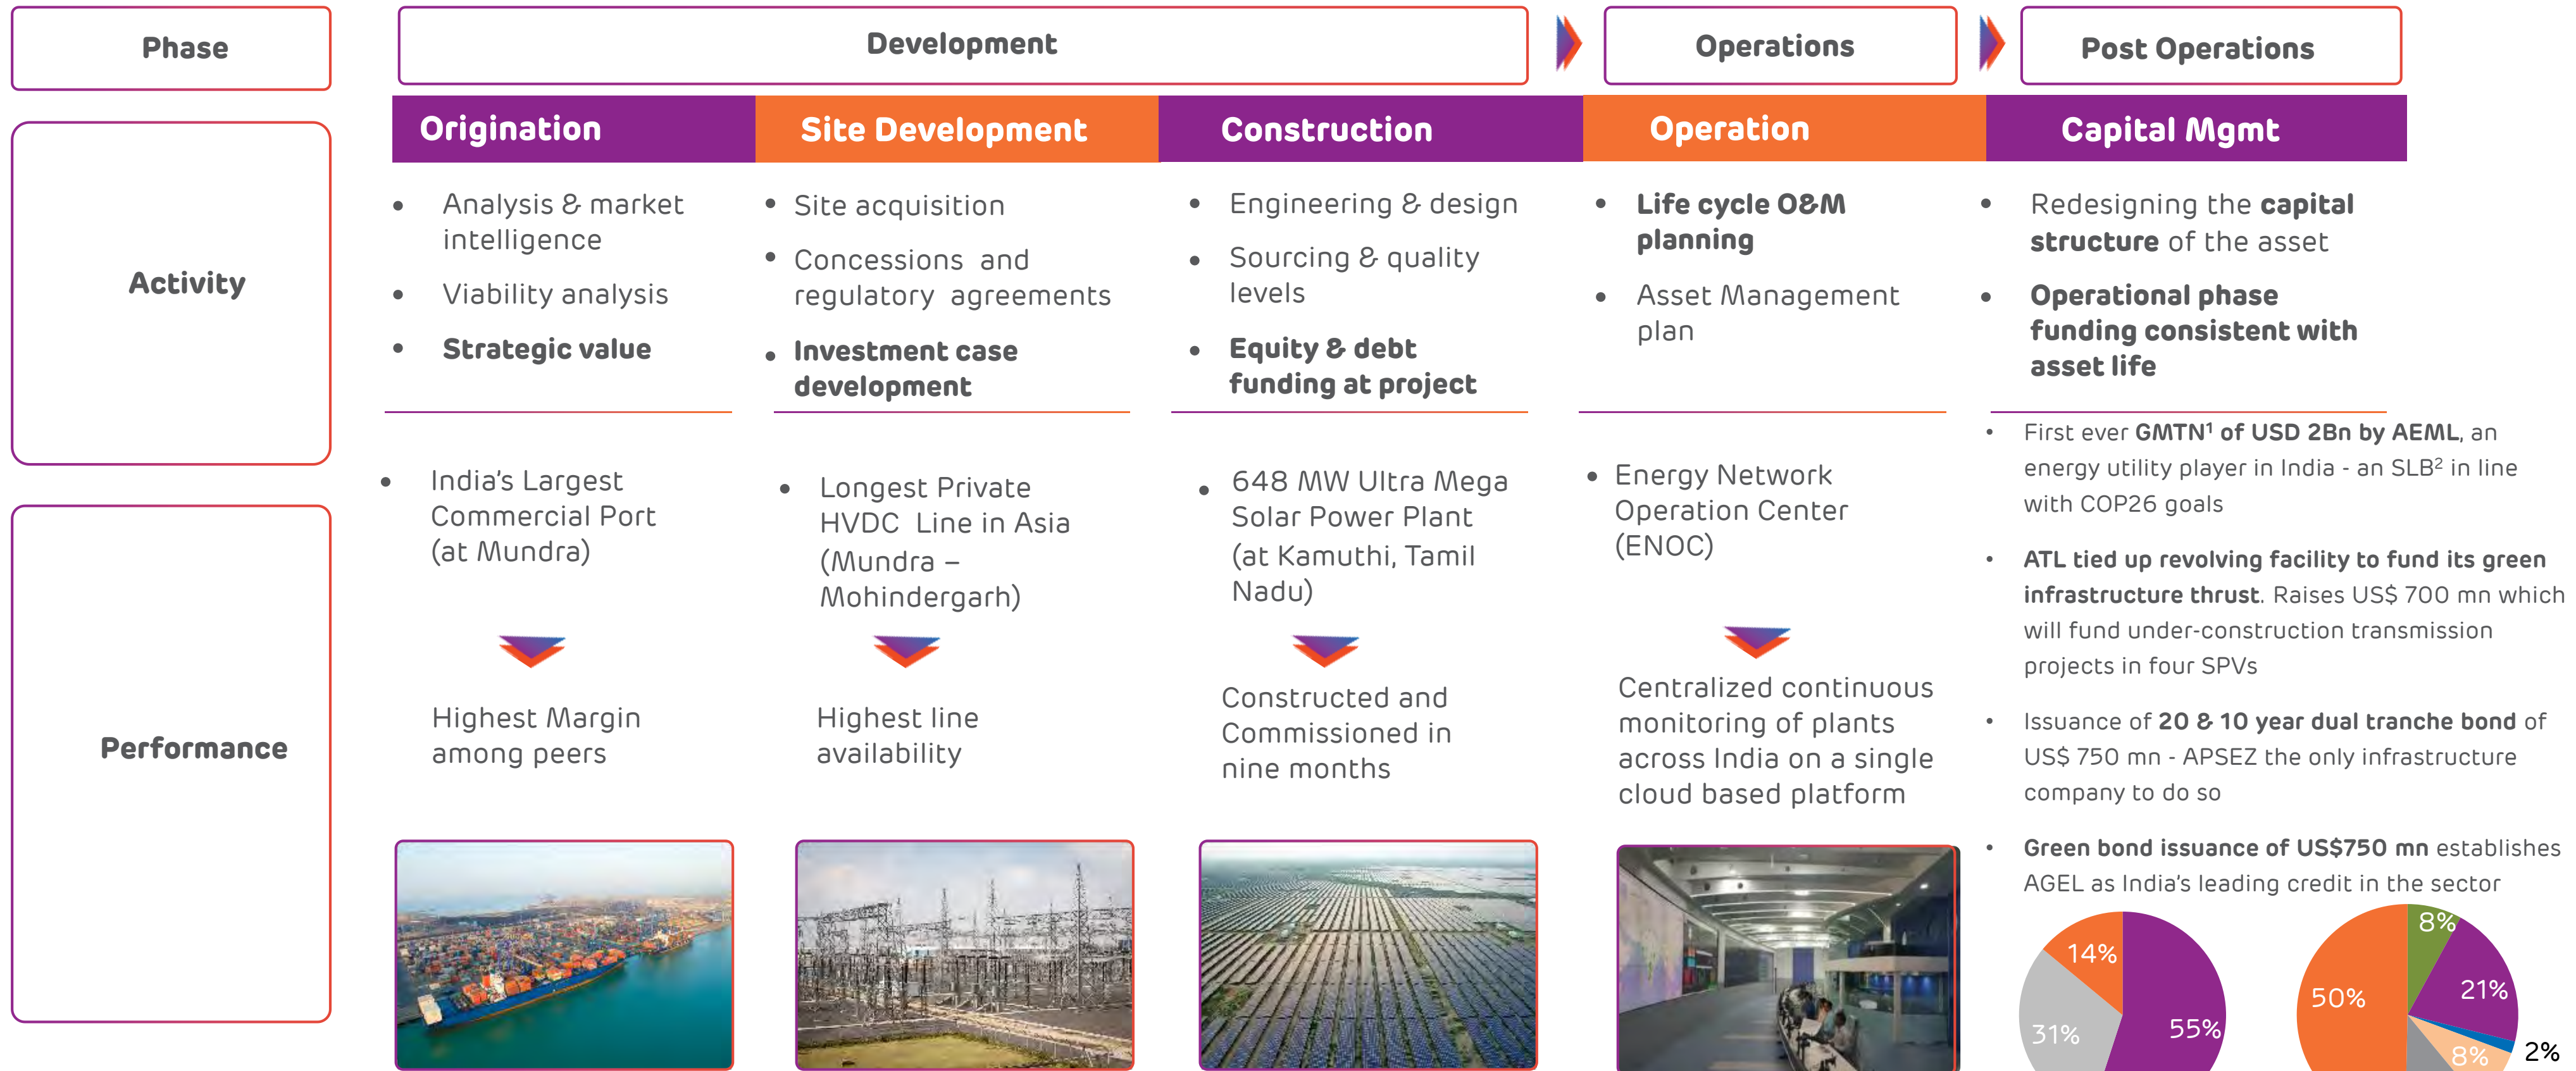 Phase
Development
Operations
Post Operations
Activity
Origination
Site Development
Construction
Operation
Capital Mgmt
• Analysis & market
intelligence
• Viability analysis
• Strategic value
• Site acquisition
• Concessions and
regulatory agreements
• Investment case
development
• Engineering & design
• Sourcing & quality
levels
• Equity & debt
funding at project
• Life cycle O&M
planning
• Asset Management
plan
• Redesigning the capital
structure of the asset
• Operational phase
funding consistent with
asset life
Performance
• India's Largest
Commercial Port
(at Mundra)
Highest Margin
among peers
• Longest Private
HVDC Line in Asia
(Mundra –
Mohindergarh)
Highest line
availability
• 648 MW Ultra Mega
Solar Power Plant
(at Kamuthi, Tamil
Nadu)
Constructed and
Commissioned in
nine months
• Energy Network
Operation Center
(ENOC)
Centralized continuous
monitoring of plants
across India on a single
cloud based platform
• First ever GMTN¹ of USD 2Bn by AEML, an
energy utility player in India - an SLB² in line
with COP26 goals
• ATL tied up revolving facility to fund its green
infrastructure thrust. Raises US$ 700 mn which
will fund under-construction transmission
projects in four SPVs
• Issuance of 20 & 10 year dual tranche bond of
US$ 750 mn - APSEZ the only infrastructure
company to do so
• Green bond issuance of US$750 mn establishes
AGEL as India's leading credit in the sector
14%
31%
55%
8%
50%
21%
8%
2%